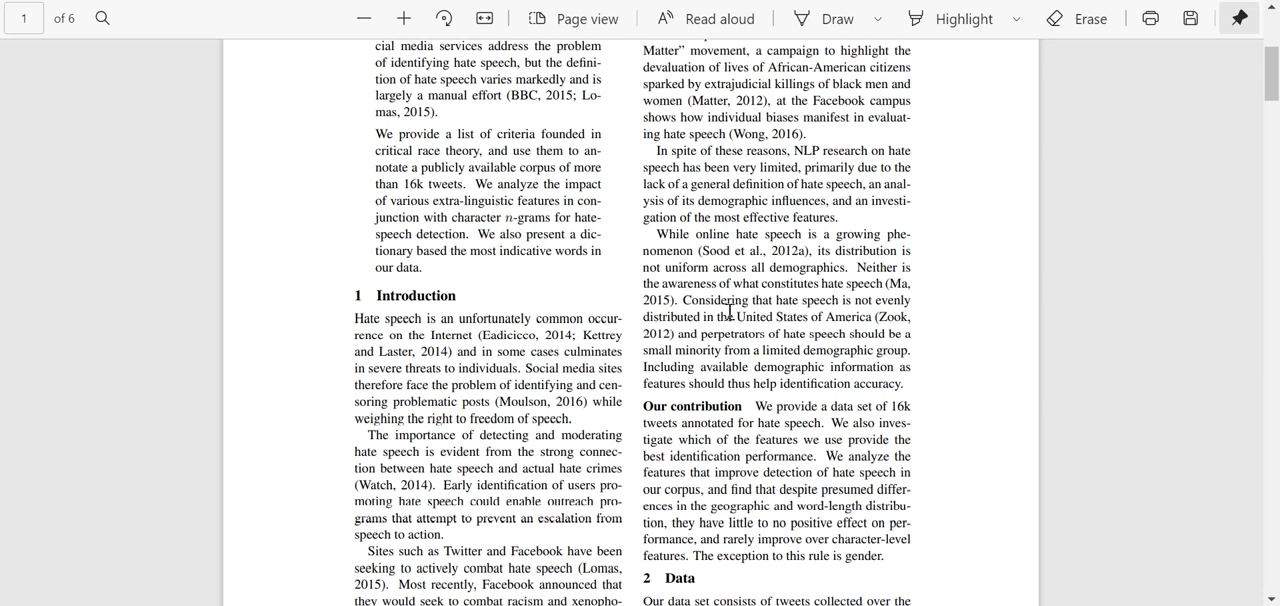 1 of 6 Page view Read aloud Draw Highlight Erase
cial media services address the problem
of identifying hate speech, but the defini-
tion of hate speech varies markedly and is
largely a manual effort (BBC, 2015; Lo-
mas, 2015).
We provide a list of criteria founded in
critical race theory, and use them to an-
notate a publicly available corpus of more
than 16k tweets. We analyze the impact
of various extra-linguistic features in con-
junction with character n-grams for hate-
speech detection. We also present a dic-
tionary based the most indicative words in
our data.
1 Introduction
Hate speech is an unfortunately common occur-
rence on the Internet (Eadicicco, 2014; Kettrey
and Laster, 2014) and in some cases culminates
in severe threats to individuals. Social media sites
therefore face the problem of identifying and cen-
soring problematic posts (Moulson, 2016) while
weighing the right to freedom of speech.
The importance of detecting and moderating
hate speech is evident from the strong connec-
tion between hate speech and actual hate crimes
(Watch, 2014). Early identification of users pro-
moting hate speech could enable outreach pro-
grams that attempt to prevent an escalation from
speech to action.
Sites such as Twitter and Facebook have been
seeking to actively combat hate speech (Lomas,
2015). Most recently, Facebook announced that
they would seek to combat racism and xenopho-
Matter” movement, a campaign to highlight the
devaluation of lives of African-American citizens
sparked by extrajudicial killings of black men and
women (Matter, 2012), at the Facebook campus
shows how individual biases manifest in evaluat-
ing hate speech (Wong, 2016).
In spite of these reasons, NLP research on hate
speech has been very limited, primarily due to the
lack of a general definition of hate speech, an anal-
ysis of its demographic influences, and an investi-
gation of the most effective features.
While online hate speech is a growing phe-
nomenon (Sood et al., 2012a), its distribution is
not uniform across all demographics. Neither is
the awareness of what constitutes hate speech (Ma,
2015). Considering that hate speech is not evenly
distributed in the United States of America (Zook,
2012) and perpetrators of hate speech should be a
small minority from a limited demographic group.
Including available demographic information as
features should thus help identification accuracy.
Our contribution We provide a data set of 16k
tweets annotated for hate speech. We also inves-
tigate which of the features we use provide the
best identification performance. We analyze the
features that improve detection of hate speech in
our corpus, and find that despite presumed differ-
ences in the geographic and word-length distribu-
tion, they have little to no positive effect on per-
formance, and rarely improve over character-level
features. The exception to this rule is gender.
2 Data
Our data set consists of tweets collected over the